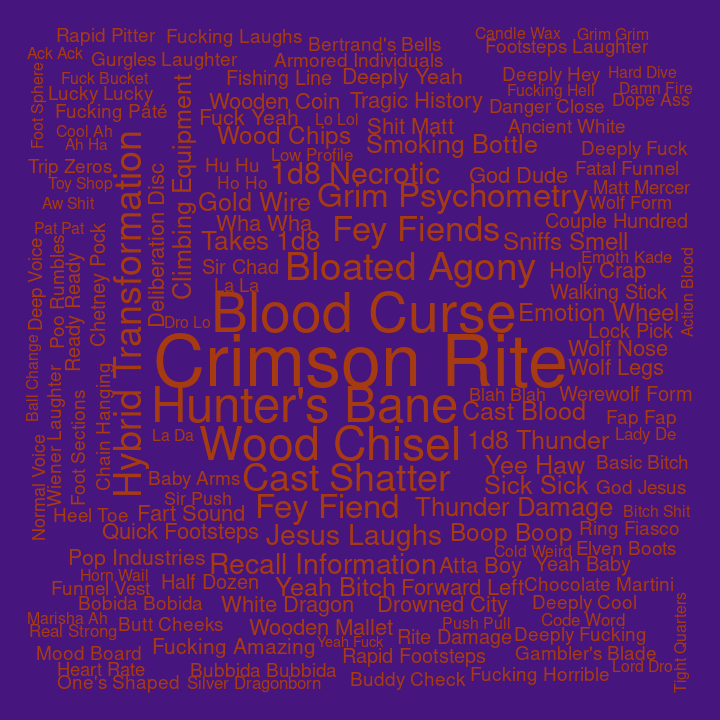 Rapid Pitter
Fucking Laughs
Bertrand's Bells
Candle Wax
Grim Grim
Footsteps Laughter
Ack Ack
Gurgles Laughter
Armored Individuals
Fuck Bucket
Fishing Line
Deeply Yeah
Deeply Hey
Hard Dive
Fucking Hell
Damn Fire
Lucky Lucky
Foot Sphere
Climbing Equipment
Wooden Coin
Tragic History
Danger Close
Dope Ass
Fucking Pâté
Fuck Yeah
Lo Lol
Shit Matt
Ancient White
Cool Ah
Wood Chips
Smoking Bottle
Deeply Fuck
Ah Ha
Low Profile
Trip Zeros
Hu Hu
1d8 Necrotic
God Dude
Fatal Funnel
Toy Shop
Ho Ho
Matt Mercer
Grim Psychometry
Wolf Form
Aw Shit
Gold Wire
Hybrid Transformation
Deliberation Disc
Pat Pat
Wha Wha
Fey Fiends
Couple Hundred
Takes 1d8
Sniffs Smell
Deep Voice
Poo Rumbles
Ready Ready
Chetney Pock
Sir Chad
Bloated Agony
Emoth Kade
Holy Crap
Action Blood
La La
Walking Stick
Blood Curse
Emotion Wheel
Dro Lo
Lock Pick
Crimson Rite
Wolf Nose
Wolf Legs
Ball Change
Wiener Laughter
Foot Sections
Chain Hanging
Hunter's Bane
Blah Blah
Werewolf Form
Cast Blood
Fap Fap
La Da
Wood Chisel
1d8 Thunder
Lady De
Normal Voice
Yee Haw
Basic Bitch
Baby Arms
Cast Shatter
Sick Sick
God Jesus
Sir Push
Fey Fiend
Thunder Damage
Bitch Shit
Heel Toe
Fart Sound
Quick Footsteps
Jesus Laughs
Boop Boop
Ring Fiasco
Cold Weird
Elven Boots
Pop Industries
Recall Information
Atta Boy
Yeah Baby
Horn Wail
Funnel Vest
Half Dozen
Yeah Bitch
Forward Left
Chocolate Martini
Bobida Bobida
White Dragon
Drowned City
Deeply Cool
Marisha Ah
Butt Cheeks
Wooden Mallet
Push Pull
Code Word
Real Strong
Rite Damage
Deeply Fucking
Tight Quarters
Mood Board
Fucking Amazing
Yeah Fuck
Rapid Footsteps
Gambler's Blade
Heart Rate
Bubbida Bubbida
Lord Dro
One's Shaped
Silver Dragonborn
Buddy Check
Fucking Horrible